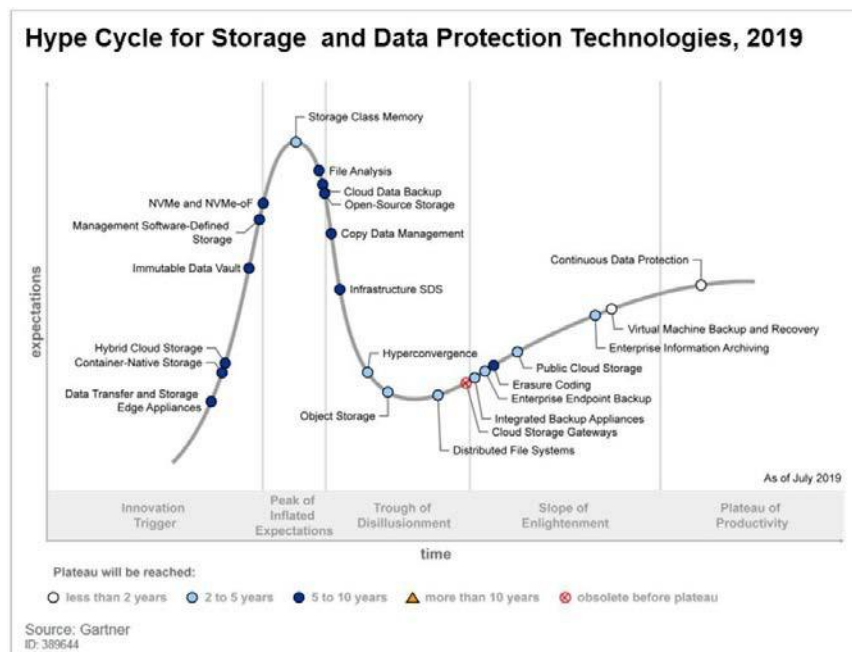 Hype Cycle for Storage and Data Protection Technologies, 2019
expectations
Storage Class Memory
File Analysis
Cloud Data Backup
Open-Source Storage
NVMe and NVMe-oF
Management Software-Defined
Storage
Copy Data Management
Immutable Data Vault
Infrastructure SDS
Continuous Data Protection
Virtual Machine Backup and Recovery
Enterprise Information Archiving
Hybrid Cloud Storage
Container-Native Storage
Data Transfer and Storage
Edge Appliances
Hyperconvergence
Object Storage
Public Cloud Storage
Erasure Coding
Enterprise Endpoint Backup
Integrated Backup Appliances
Cloud Storage Gateways
Distributed File Systems
As of July 2019
Innovation
Trigger
Peak of
Inflated
Expectations
Trough of
Disillusionment
Slope of
Enlightenment
Plateau of
Productivity
time
Plateau will be reached:
less than 2 years
2 to 5 years
5 to 10 years
more than 10 years
obsolete before plateau
Source: Gartner
ID: 389644